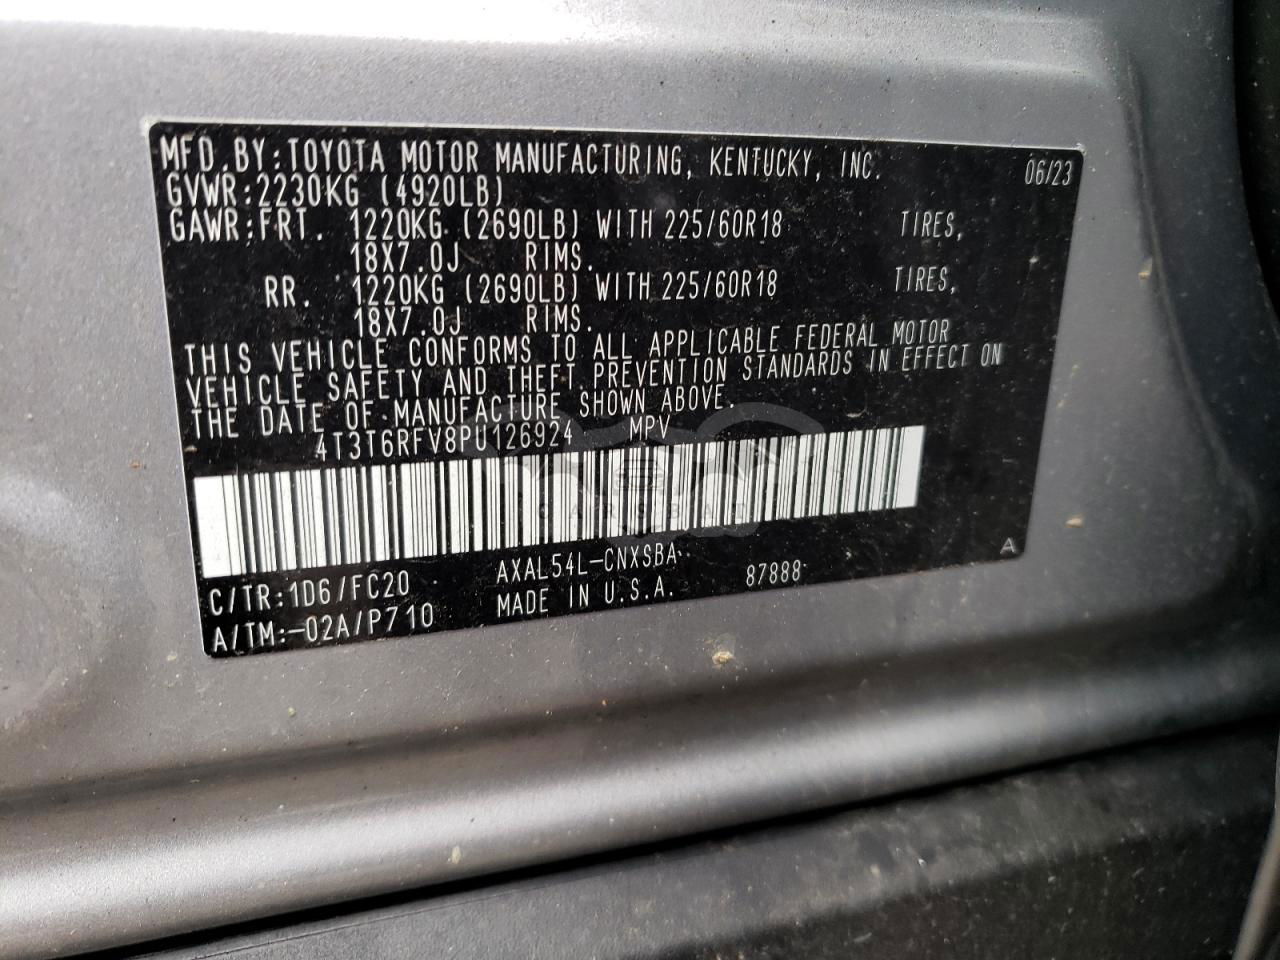 MFD.BY:TOYOTA MOTOR MANUFACTURING, KENTUCKY, INC. 06/23
GVWR:2230KG (4920LB)
GAWR:FRT. 1220KG (2690LB) WITH 225/60R18 TIRES,
18X7.0J RIMS.
RR. 1220KG (2690LB) WITH 225/60R18 TIRES,
18X7.0J RIMS.
THIS VEHICLE CONFORMS TO ALL APPLICABLE FEDERAL MOTOR
VEHICLE SAFETY AND THEFT PREVENTION STANDARDS IN EFFECT ON
THE DATE OF MANUFACTURE SHOWN ABOVE.
4T3T6RFV8PU126924 MPV
CARSBAT
C/TR:1D6/FC20 AXAL54L-CNXSBA
A/TM:-02A/P710 MADE IN U.S.A. 87888
A